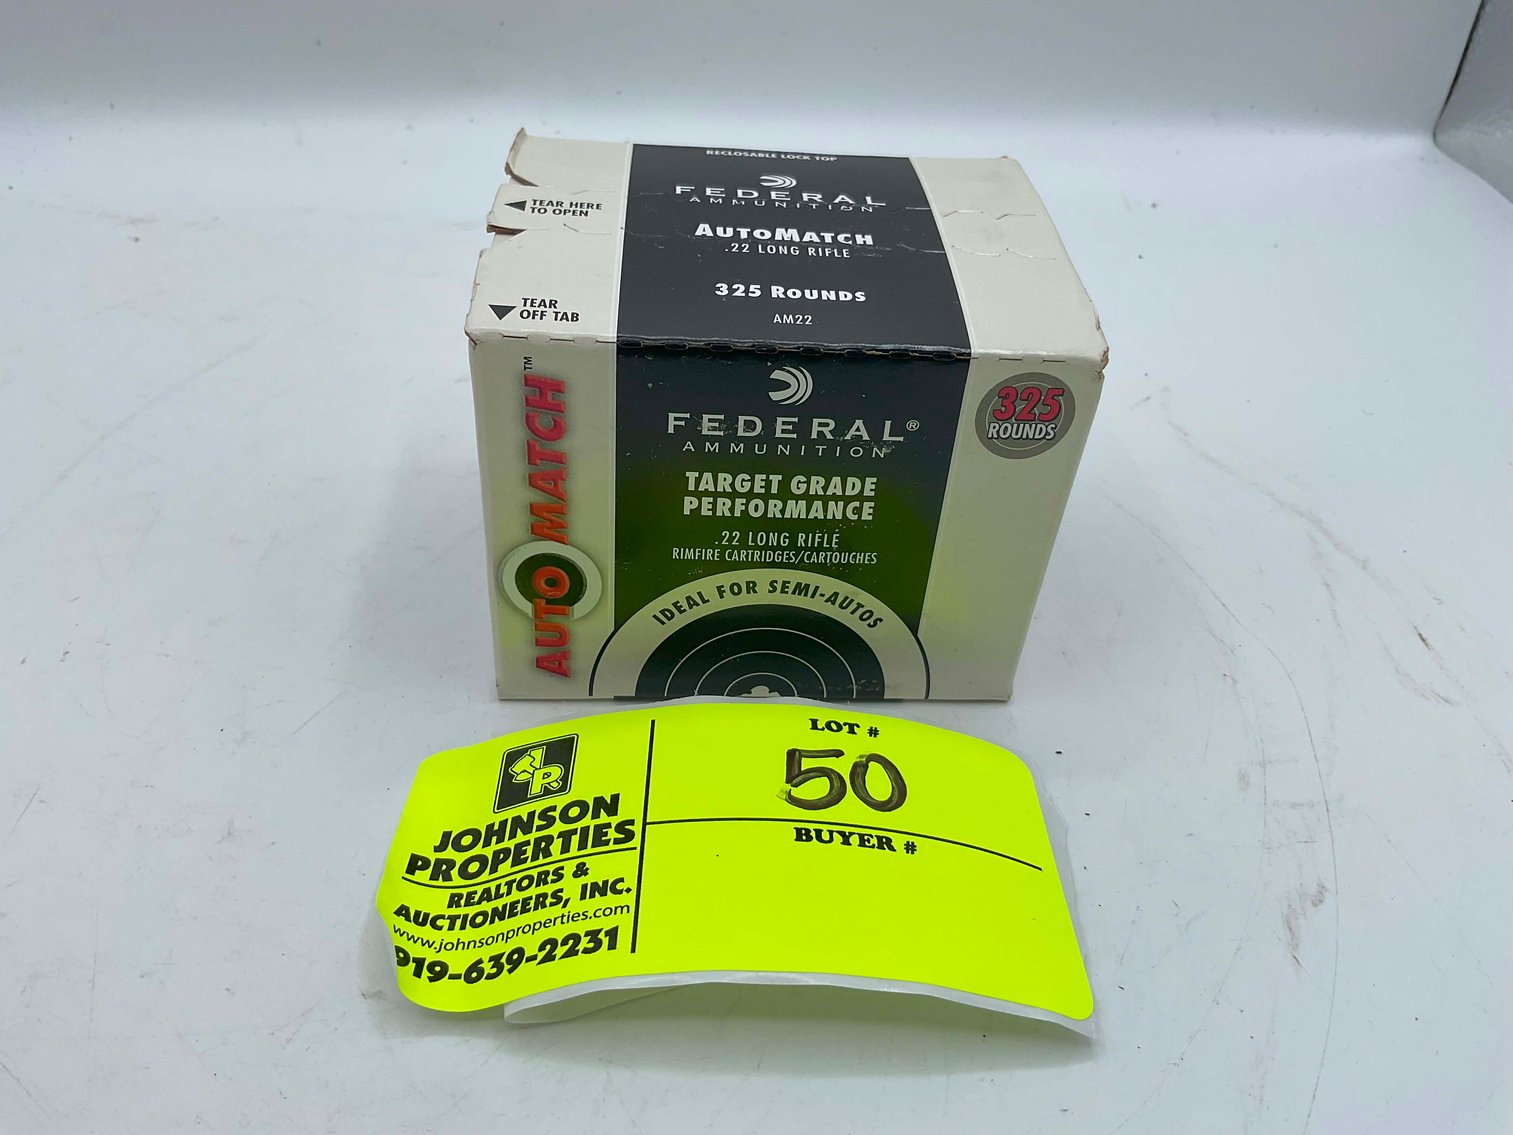 RECLOSABLE LOCK TOP
FEDERAL
AMMUNITION
TEAR HERE
TO OPEN
AUTOMATCH
.22 LONG RIFLE
325 ROUNDS
AM22
TEAR
OFF TAB
AUTOMATCH™
FEDERAL®
AMMUNITION
325
ROUNDS
TARGET GRADE
PERFORMANCE
.22 LONG RIFLE
RIMFIRE CARTRIDGES/CARTOUCHES
IDEAL FOR SEMI-AUTOS
JR
JOHNSON
PROPERTIES
REALTORS &
AUCTIONEERS, INC.
www.johnsonproperties.com
919-639-2231
LOT #
50
BUYER #